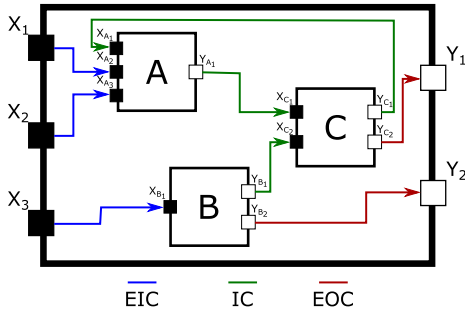 X1
X2
X3
XA1
XA2
XA3
A
YA1
XB1
B
YB1
YB2
XC1
XC2
C
YC1
YC2
Y1
Y2
EIC IC EOC